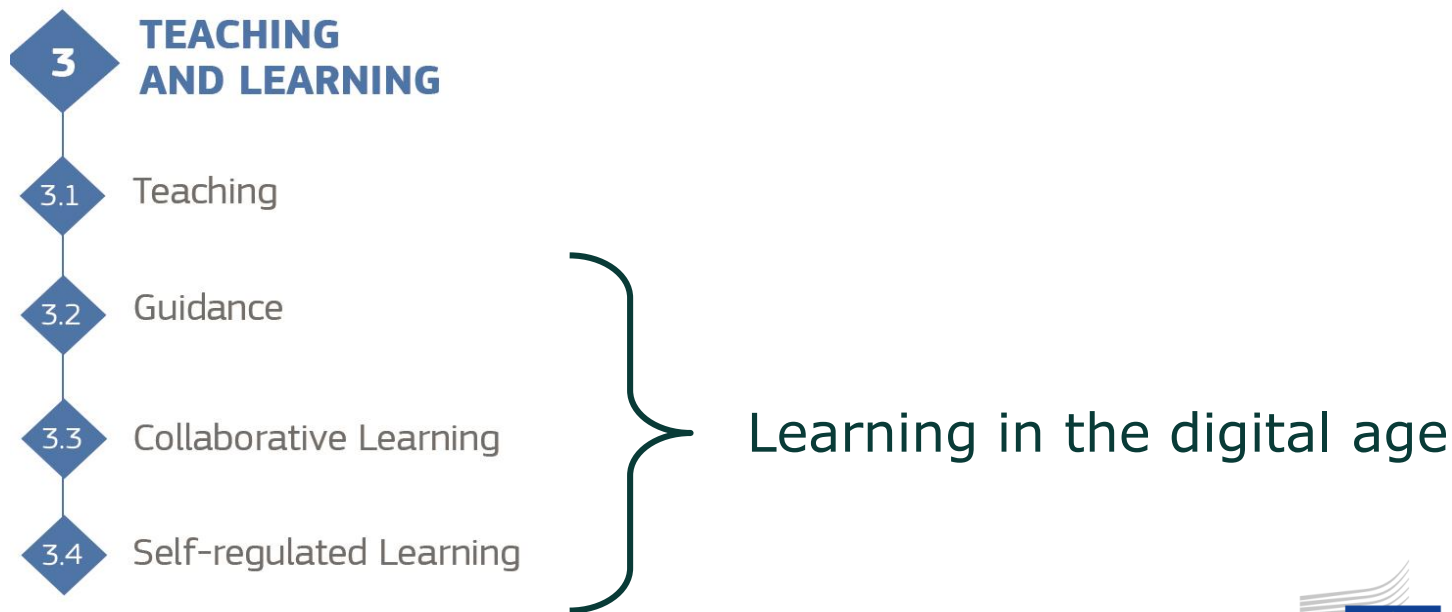 3 TEACHING
AND LEARNING
3.1 Teaching
3.2 Guidance
3.3 Collaborative Learning
3.4 Self-regulated Learning
Learning in the digital age